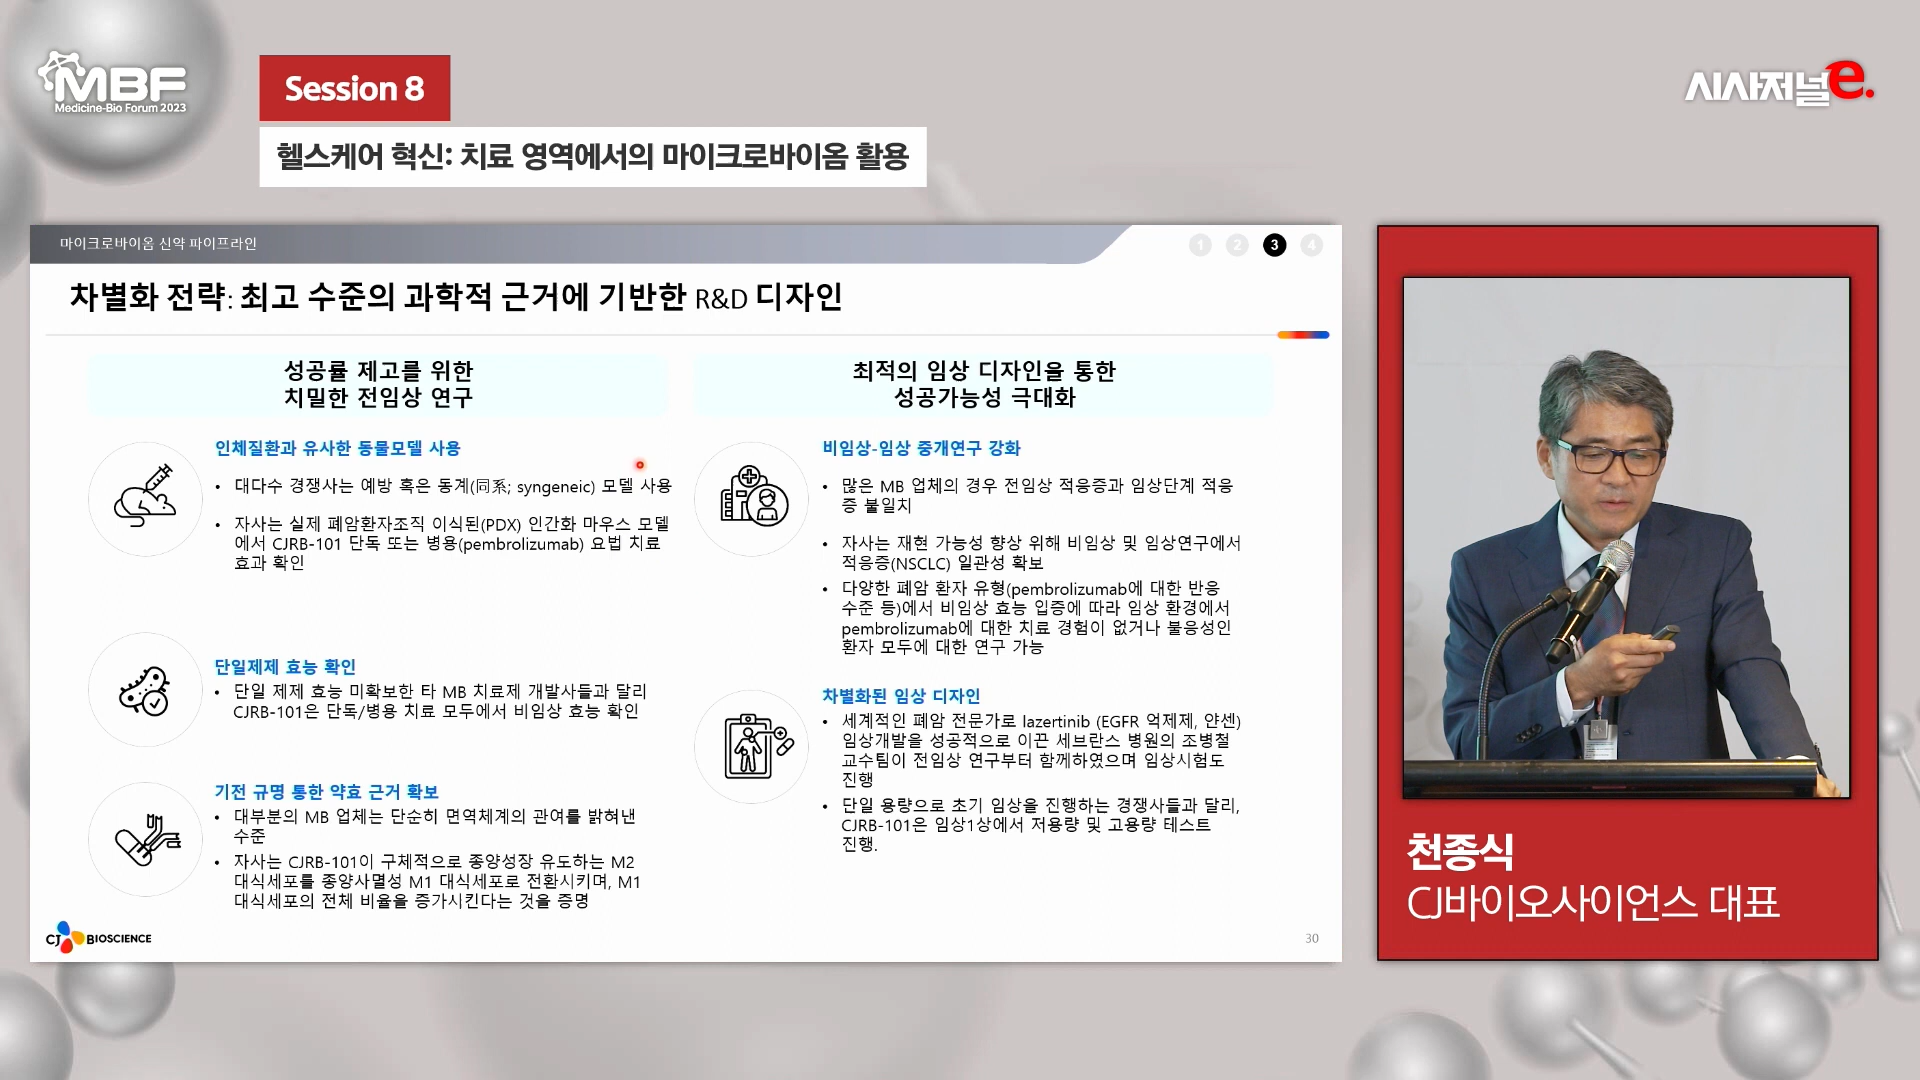 MBF
Medicine-Bio Forum 2023
Session 8
헬스케어 혁신: 치료 영역에서의 마이크로바이옴 활용
시사저널e.
마이크로바이옴 신약 파이프라인
1 2 3 4
차별화 전략: 최고 수준의 과학적 근거에 기반한 R&D 디자인
성공률 제고를 위한
치밀한 전임상 연구
인체질환과 유사한 동물모델 사용
• 대다수 경쟁사는 예방 혹은 동계(同系; syngeneic) 모델 사용
• 자사는 실제 폐암환자조직 이식된(PDX) 인간화 마우스 모델
에서 CJRB-101 단독 또는 병용(pembrolizumab) 요법 치료
효과 확인
단일제제 효능 확인
• 단일 제제 효능 미확보한 타 MB 치료제 개발사들과 달리
CJRB-101은 단독/병용 치료 모두에서 비임상 효능 확인
기전 규명 통한 약효 근거 확보
• 대부분의 MB 업체는 단순히 면역체계의 관여를 밝혀낸
수준
• 자사는 CJRB-101이 구체적으로 종양성장 유도하는 M2
대식세포를 종양사멸성 M1 대식세포로 전환시키며, M1
대식세포의 전체 비율을 증가시킨다는 것을 증명
최적의 임상 디자인을 통한
성공가능성 극대화
비임상-임상 중개연구 강화
• 많은 MB 업체의 경우 전임상 적응증과 임상단계 적응
증 불일치
• 자사는 재현 가능성 향상 위해 비임상 및 임상연구에서
적응증(NSCLC) 일관성 확보
• 다양한 폐암 환자 유형(pembrolizumab에 대한 반응
수준 등)에서 비임상 효능 입증에 따라 임상 환경에서
pembrolizumab에 대한 치료 경험이 없거나 불응성인
환자 모두에 대한 연구 가능
차별화된 임상 디자인
• 세계적인 폐암 전문가로 lazertinib (EGFR 억제제, 얀센)
임상개발을 성공적으로 이끈 세브란스 병원의 조병철
교수팀이 전임상 연구부터 함께하였으며 임상시험도
진행
• 단일 용량으로 초기 임상을 진행하는 경쟁사들과 달리,
CJRB-101은 임상1상에서 저용량 및 고용량 테스트
진행.
CJ BIOSCIENCE
30
천종식
CJ바이오사이언스 대표